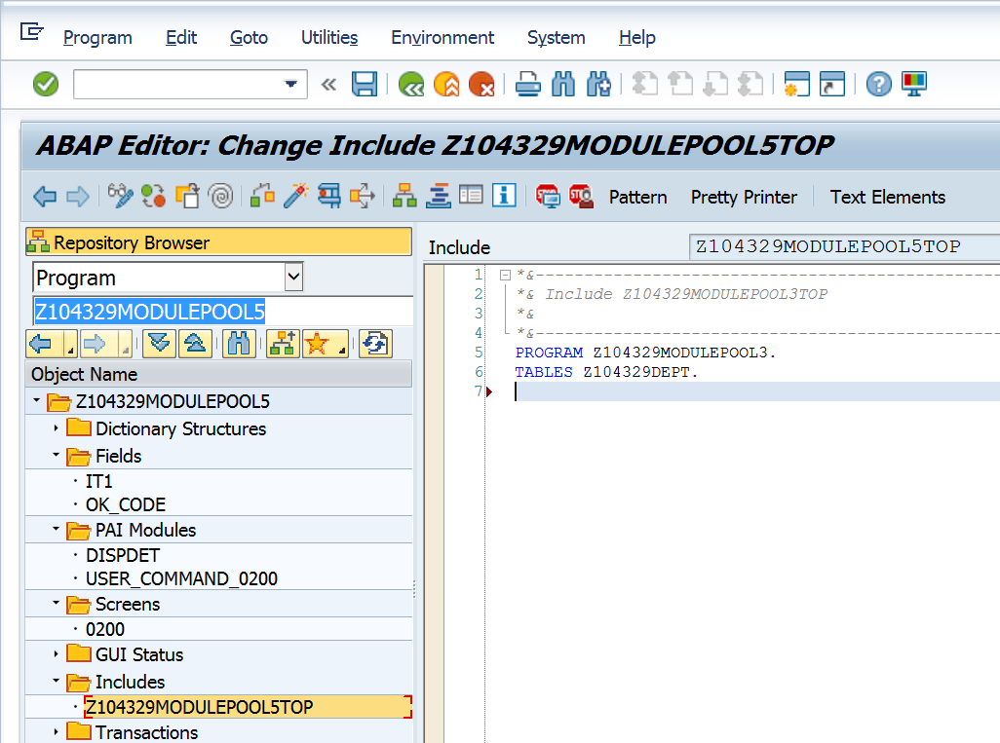 Program Edit Goto Utilities Environment System Help
ABAP Editor: Change Include Z104329MODULEPOOL5TOP
Pattern Pretty Printer Text Elements
Repository Browser
Program
Z104329MODULEPOOL5
Object Name
Z104329MODULEPOOL5
Dictionary Structures
Fields
IT1
OK_CODE
PAI Modules
DISPDET
USER_COMMAND_0200
Screens
0200
GUI Status
Includes
Z104329MODULEPOOL5TOP
Transactions
Include Z104329MODULEPOOL5TOP
1 *&---------------------------------------------------
2 *& Include Z104329MODULEPOOL3TOP
3 *&
4 *&---------------------------------------------------
5 PROGRAM Z104329MODULEPOOL3.
6 TABLES Z104329DEPT.
7